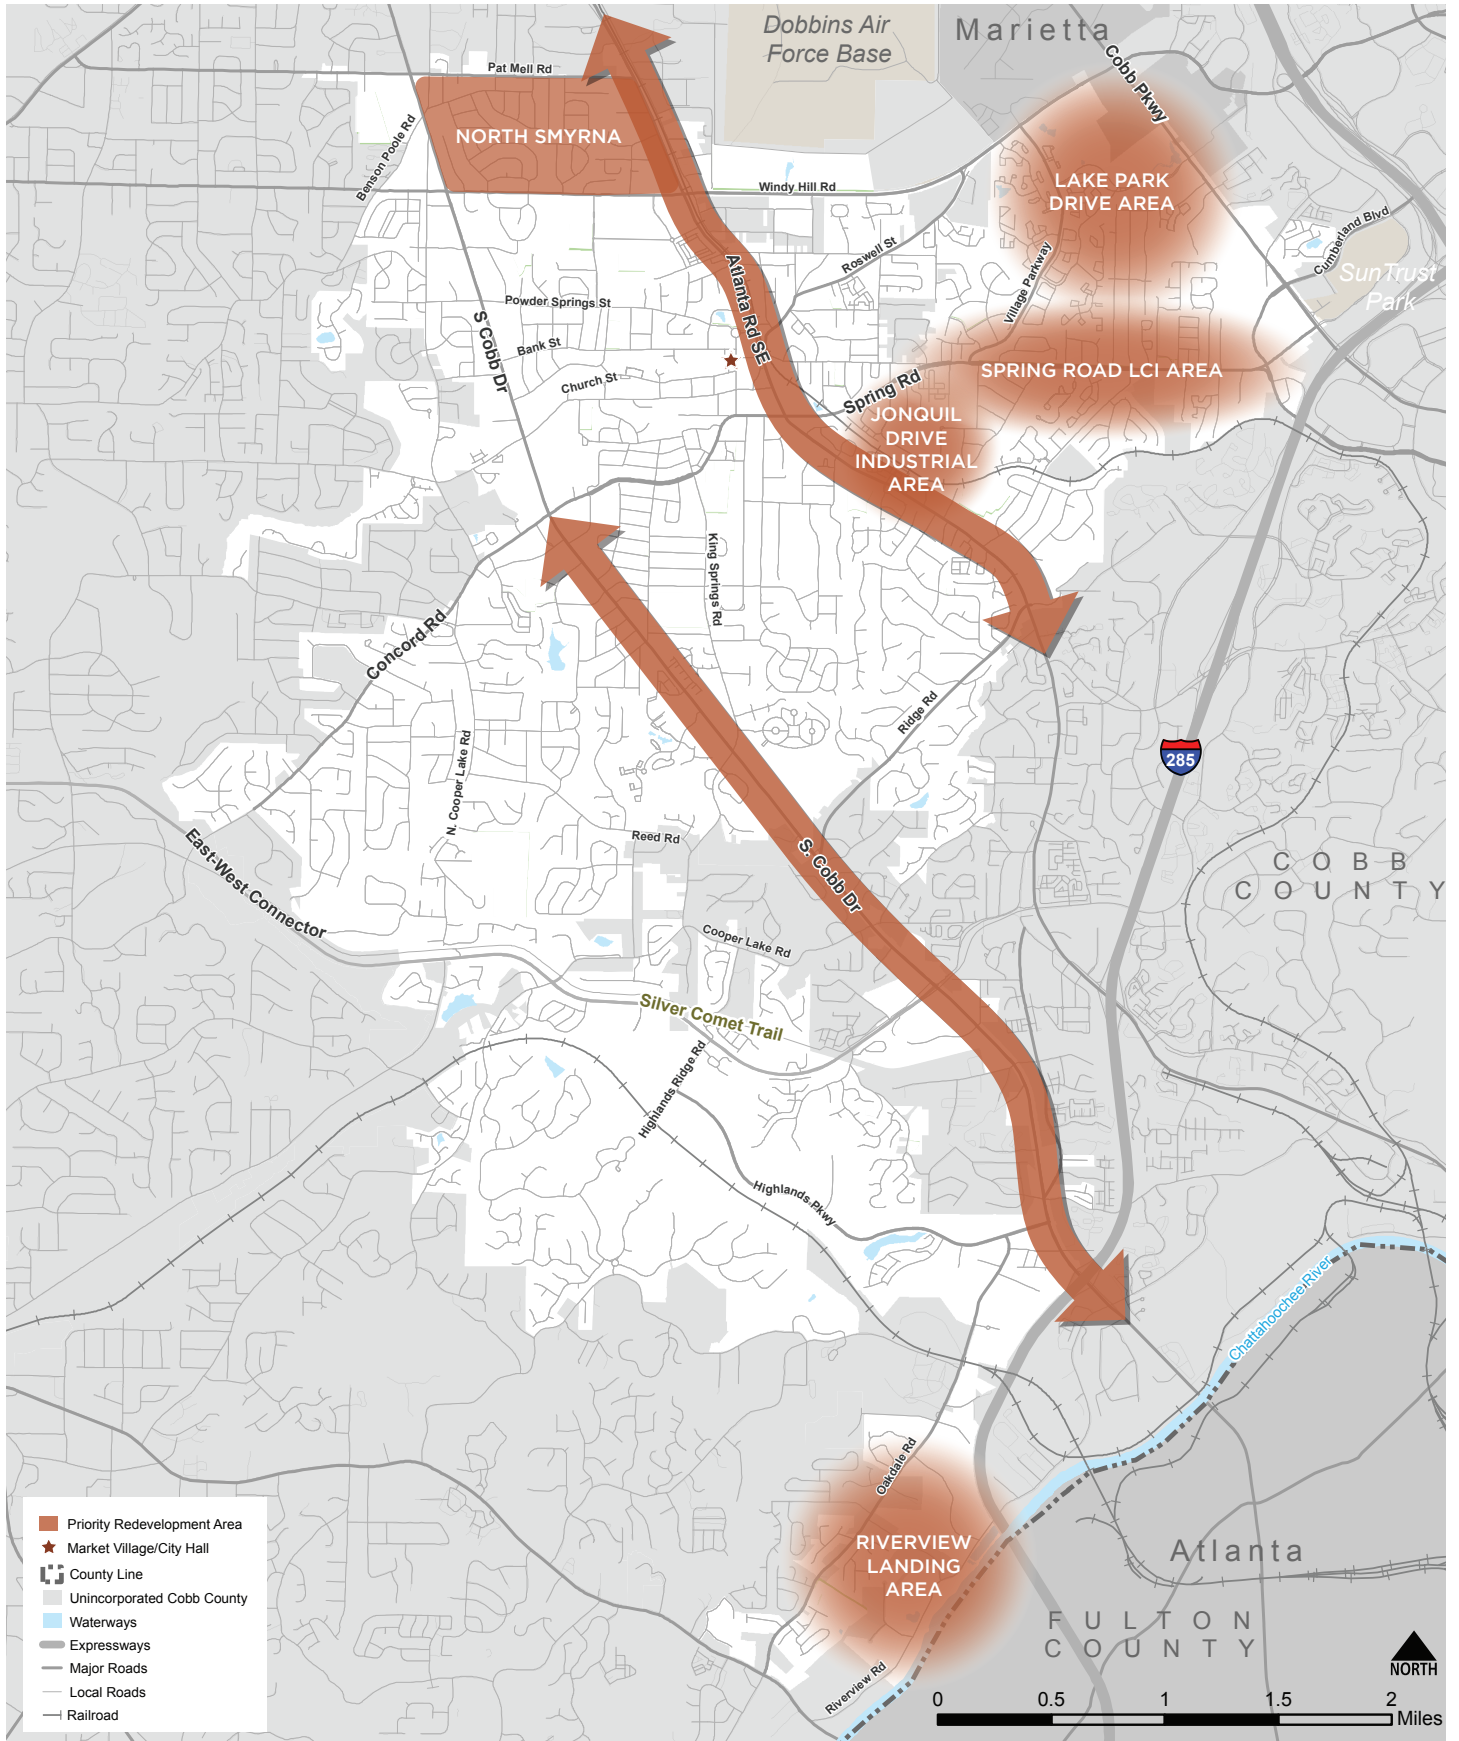 Dobbins Air
Force Base
Marietta
Cobb Pkwy
Pat Mell Rd
Benson Poole Rd
NORTH SMYRNA
Windy Hill Rd
LAKE PARK
DRIVE AREA
Cumberland Blvd
SunTrust
Park
Roswell St
Village Parkway
Atlanta Rd SE
Powder Springs St
S Cobb Dr
Bank St
Church St
Spring Rd
SPRING ROAD LCI AREA
JONQUIL
DRIVE
INDUSTRIAL
AREA
King Springs Rd
Concord Rd
Ridge Rd
285
N. Cooper Lake Rd
Reed Rd
S. Cobb Dr
COBB
COUNTY
East-West Connector
Cooper Lake Rd
Silver Comet Trail
Highlands Ridge Rd
Highlands Pkwy
Chattahoochee River
Oakdale Rd
RIVERVIEW
LANDING
AREA
Riverview Rd
Atlanta
FULTON
COUNTY
Priority Redevelopment Area
Market Village/City Hall
County Line
Unincorporated Cobb County
Waterways
Expressways
Major Roads
Local Roads
Railroad
NORTH
0 0.5 1 1.5 2
Miles